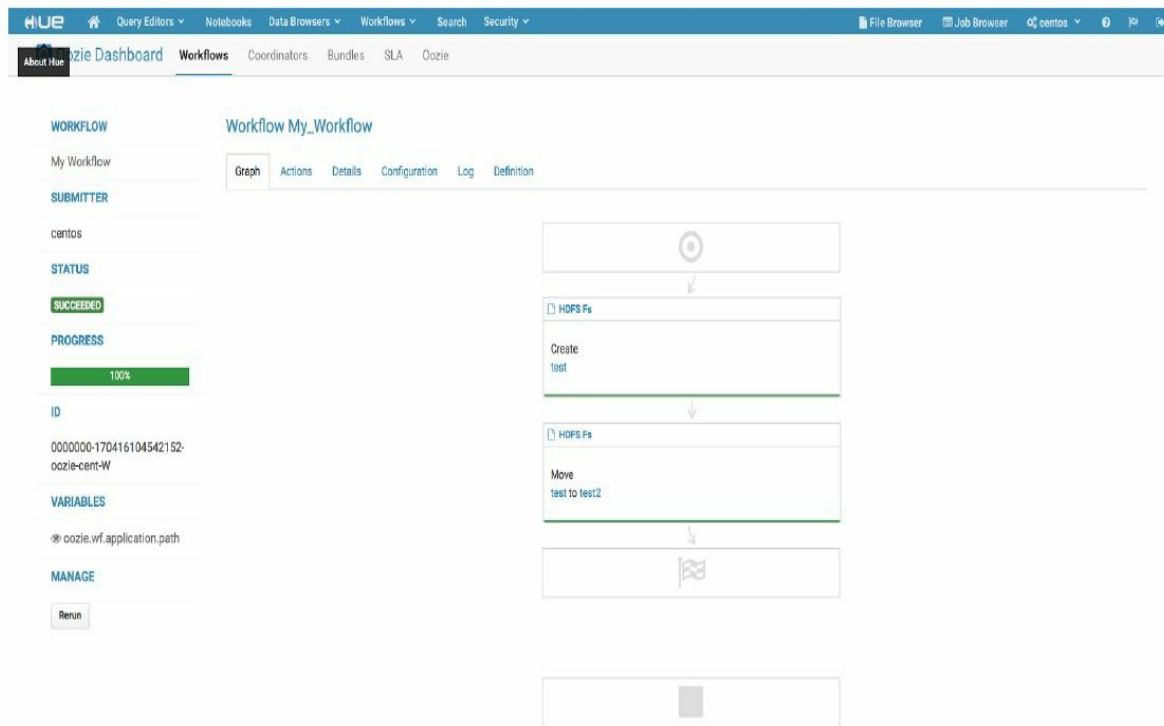 HUE Query Editors Notebooks Data Browsers Workflows Search Security File Browser Job Browser centos
About Hue
Oozie Dashboard Workflows Coordinators Bundles SLA Oozie
WORKFLOW
My Workflow
SUBMITTER
centos
STATUS
SUCCEEDED
PROGRESS
100%
ID
0000000-170416104542152-
oozie-cent-W
VARIABLES
oozie.wf.application.path
MANAGE
Rerun
Workflow My_Workflow
Graph Actions Details Configuration Log Definition
HDFS Fs
Create
test
HDFS Fs
Move
test to test2